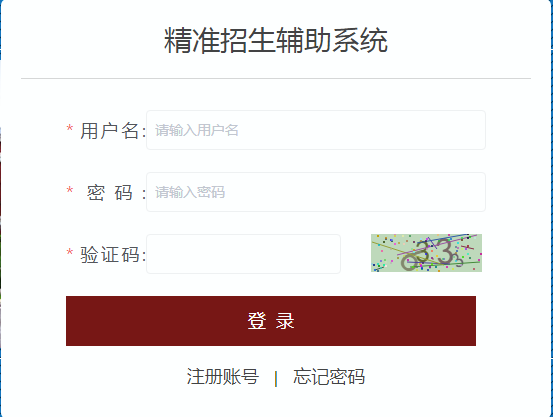 精准招生辅助系统
* 用户名: 请输入用户名
* 密 码 : 请输入密码
* 验证码:
登 录
注册账号 | 忘记密码